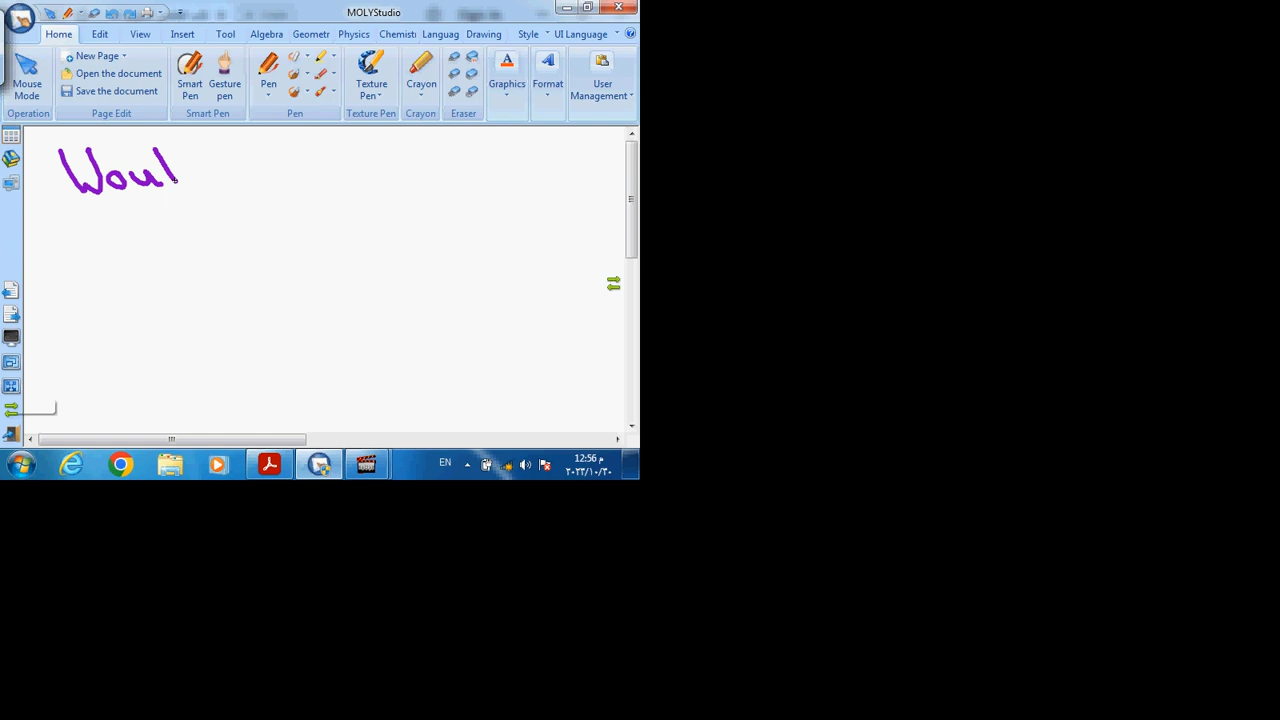 MOLYStudio
Home Edit View Insert Tool Algebra Geometr Physics Chemist Languag Drawing Style UI Language
Mouse Mode
Operation
New Page
Open the document
Save the document
Page Edit
Smart Pen
Gesture pen
Smart Pen
Pen
Pen
Texture Pen
Texture Pen
Crayon
Crayon
Eraser
Graphics
Format
User Management
Woul
EN
12:56 م
٢٠٢٣/١٠/٣٠